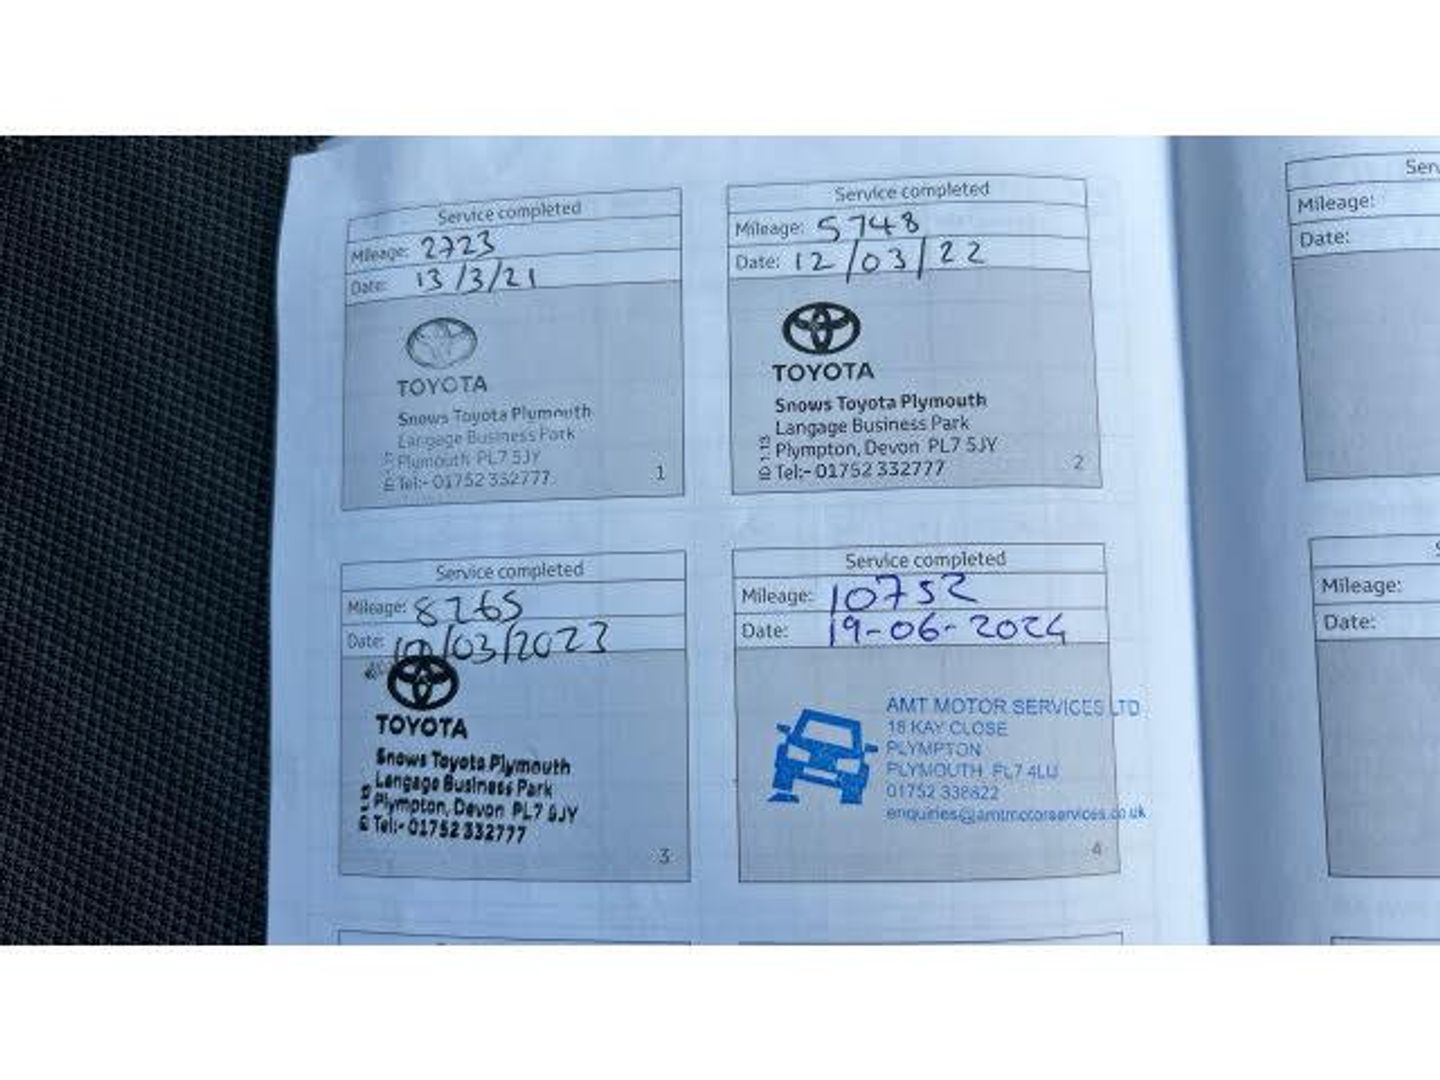 Service completed
Mileage: 2723
Date: 13/3/21
TOYOTA
Snows Toyota Plymouth
Langage Business Park
Plymouth PL7 5JY
Tel:- 01752 332777
1
Service completed
Mileage: 5748
Date: 12/03/22
TOYOTA
Snows Toyota Plymouth
Langage Business Park
Plympton, Devon PL7 5JY
ID 1.13
Tel:- 01752 332777
2
Service completed
Mileage: 8265
Date: /03/2023
TOYOTA
Snows Toyota Plymouth
Langage Business Park
Plympton, Devon PL7 5JY
Tel:- 01752 332777
3
Service completed
Mileage: 10752
Date: 19-06-2024
AMT MOTOR SERVICES LTD
18 KAY CLOSE
PLYMPTON
PLYMOUTH PL7 4LU
01752 338822
enquiries@amtmotorservices.co.uk
4
Mileage:
Date:
Mileage:
Date: